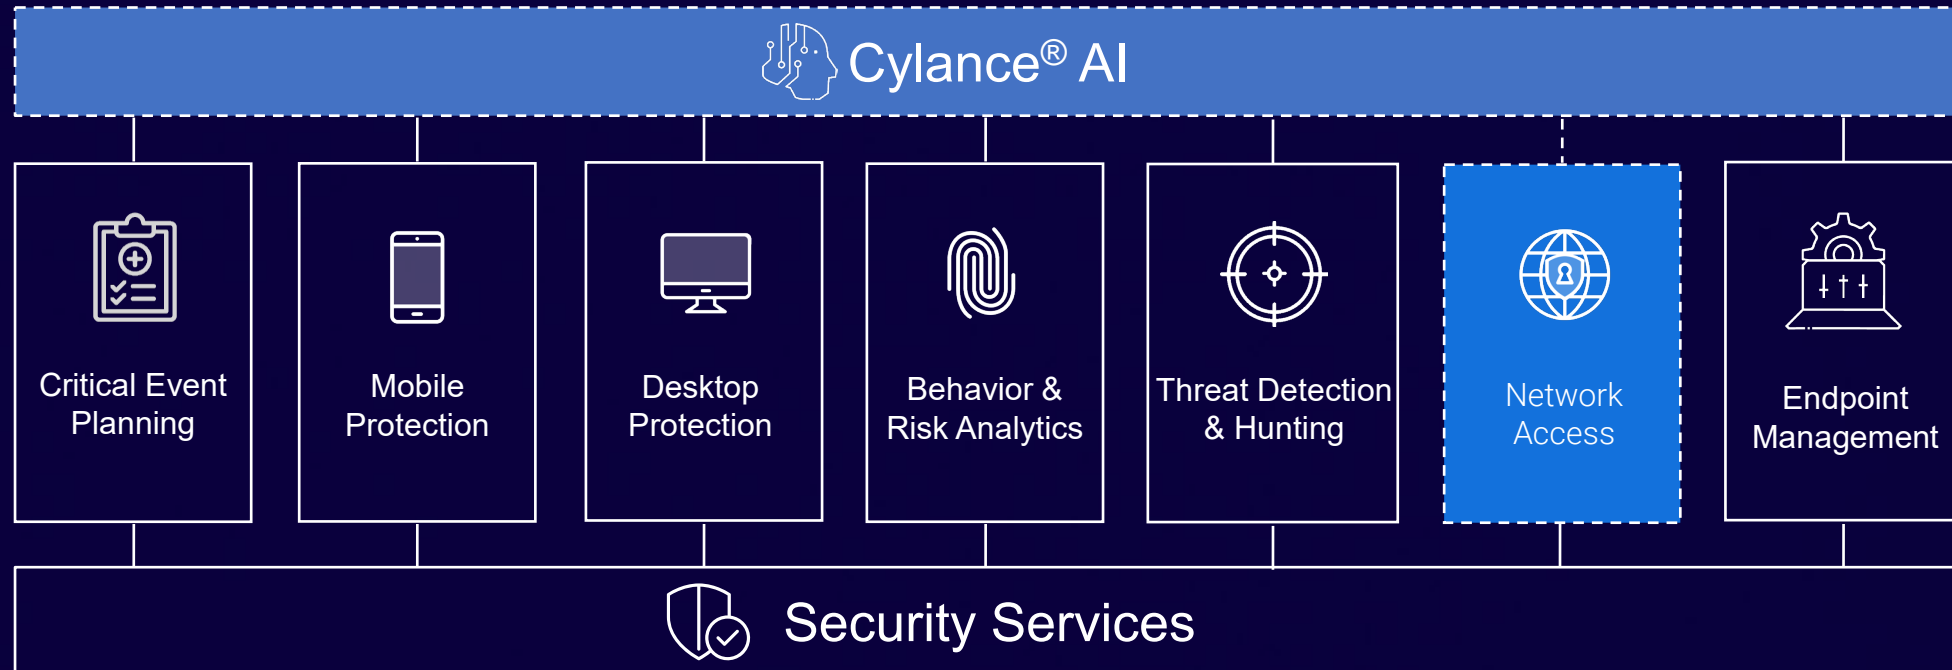 Cylance® AI
Critical Event
Planning
Mobile
Protection
Desktop
Protection
Behavior &
Risk Analytics
Threat Detection
& Hunting
Network
Access
Endpoint
Management
Security Services